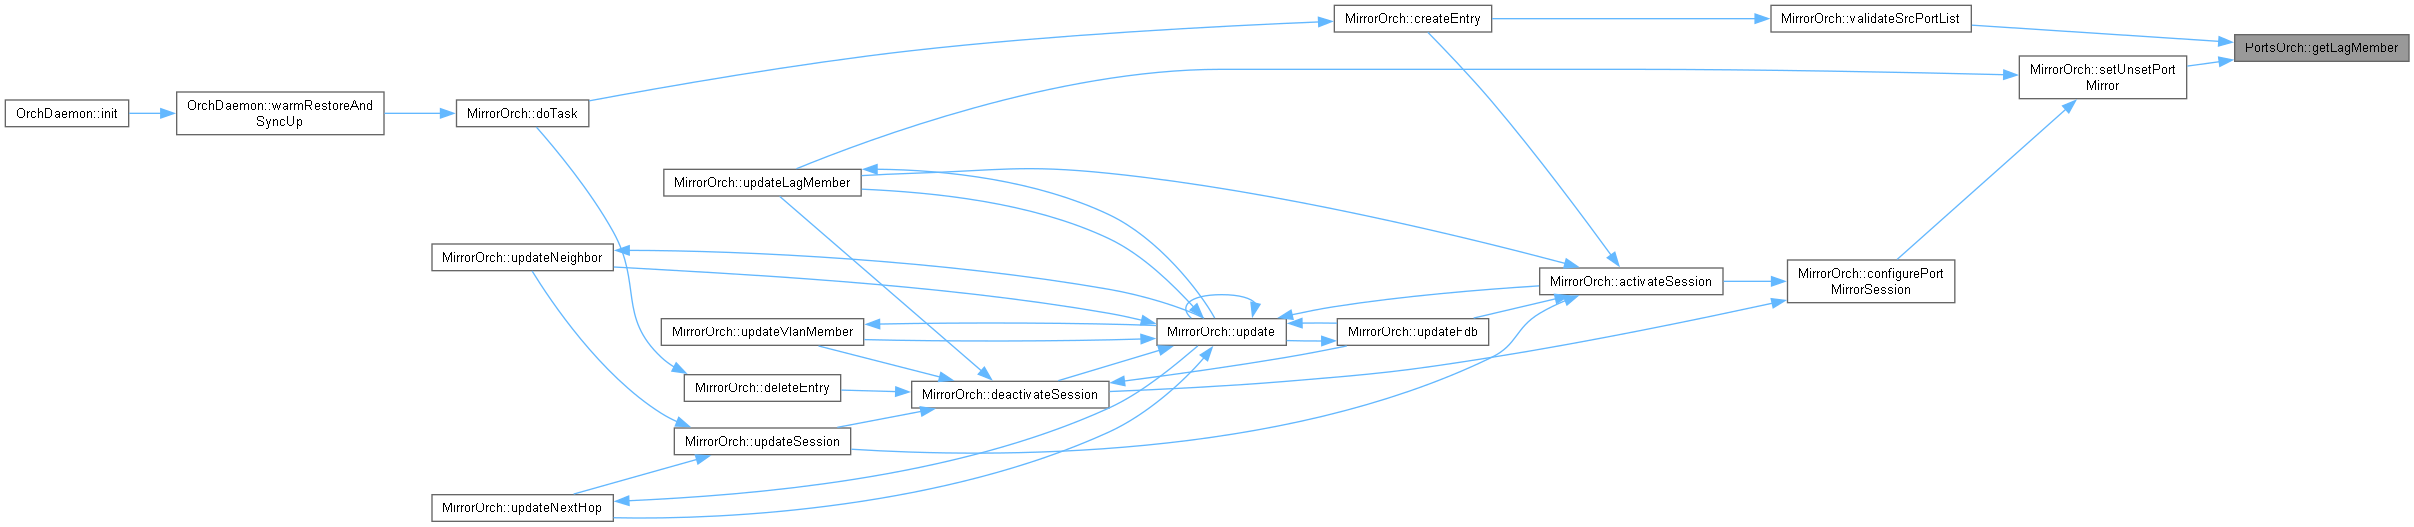 MirrorOrch::createEntry
MirrorOrch::validateSrcPortList
PortsOrch::getLagMember
MirrorOrch::setUnsetPort
Mirror
OrchDaemon::init
OrchDaemon::warmRestoreAnd
SyncUp
MirrorOrch::doTask
MirrorOrch::updateLagMember
MirrorOrch::updateNeighbor
MirrorOrch::activateSession
MirrorOrch::configurePort
MirrorSession
MirrorOrch::updateVlanMember
MirrorOrch::update
MirrorOrch::updateFdb
MirrorOrch::deleteEntry
MirrorOrch::deactivateSession
MirrorOrch::updateSession
MirrorOrch::updateNextHop